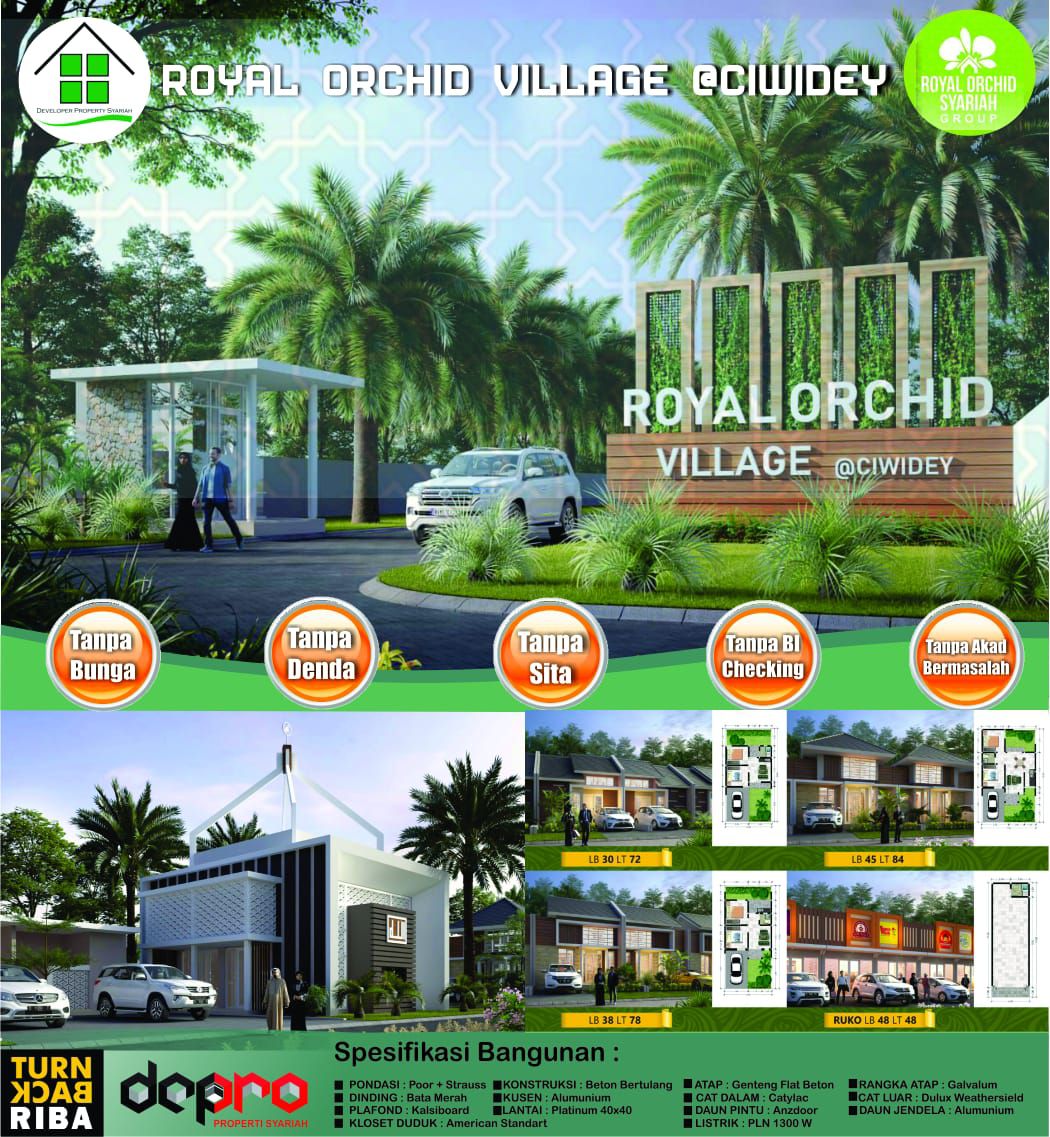 DEVELOPER PROPERTY SYARIAH
ROYAL ORCHID VILLAGE @CIWIDEY
ROYAL ORCHID
SYARIAH
GROUP
ROYAL ORCHID
VILLAGE @CIWIDEY
Tanpa
Bunga
Tanpa
Denda
Tanpa
Sita
Tanpa BI
Checking
Tanpa Akad
Bermasalah
LB 30 LT 72
LB 45 LT 84
LB 38 LT 78
RUKO LB 48 LT 48
TURN
BACK
RIBA
depro
PROPERTI SYARIAH
Spesifikasi Bangunan :
PONDASI : Poor + Strauss
DINDING : Bata Merah
PLAFOND : Kalsiboard
KLOSET DUDUK : American Standart
KONSTRUKSI : Beton Bertulang
KUSEN : Alumunium
LANTAI : Platinum 40x40
ATAP : Genteng Flat Beton
CAT DALAM : Catylac
DAUN PINTU : Anzdoor
LISTRIK : PLN 1300 W
RANGKA ATAP : Galvalum
CAT LUAR : Dulux Weathersield
DAUN JENDELA : Alumunium